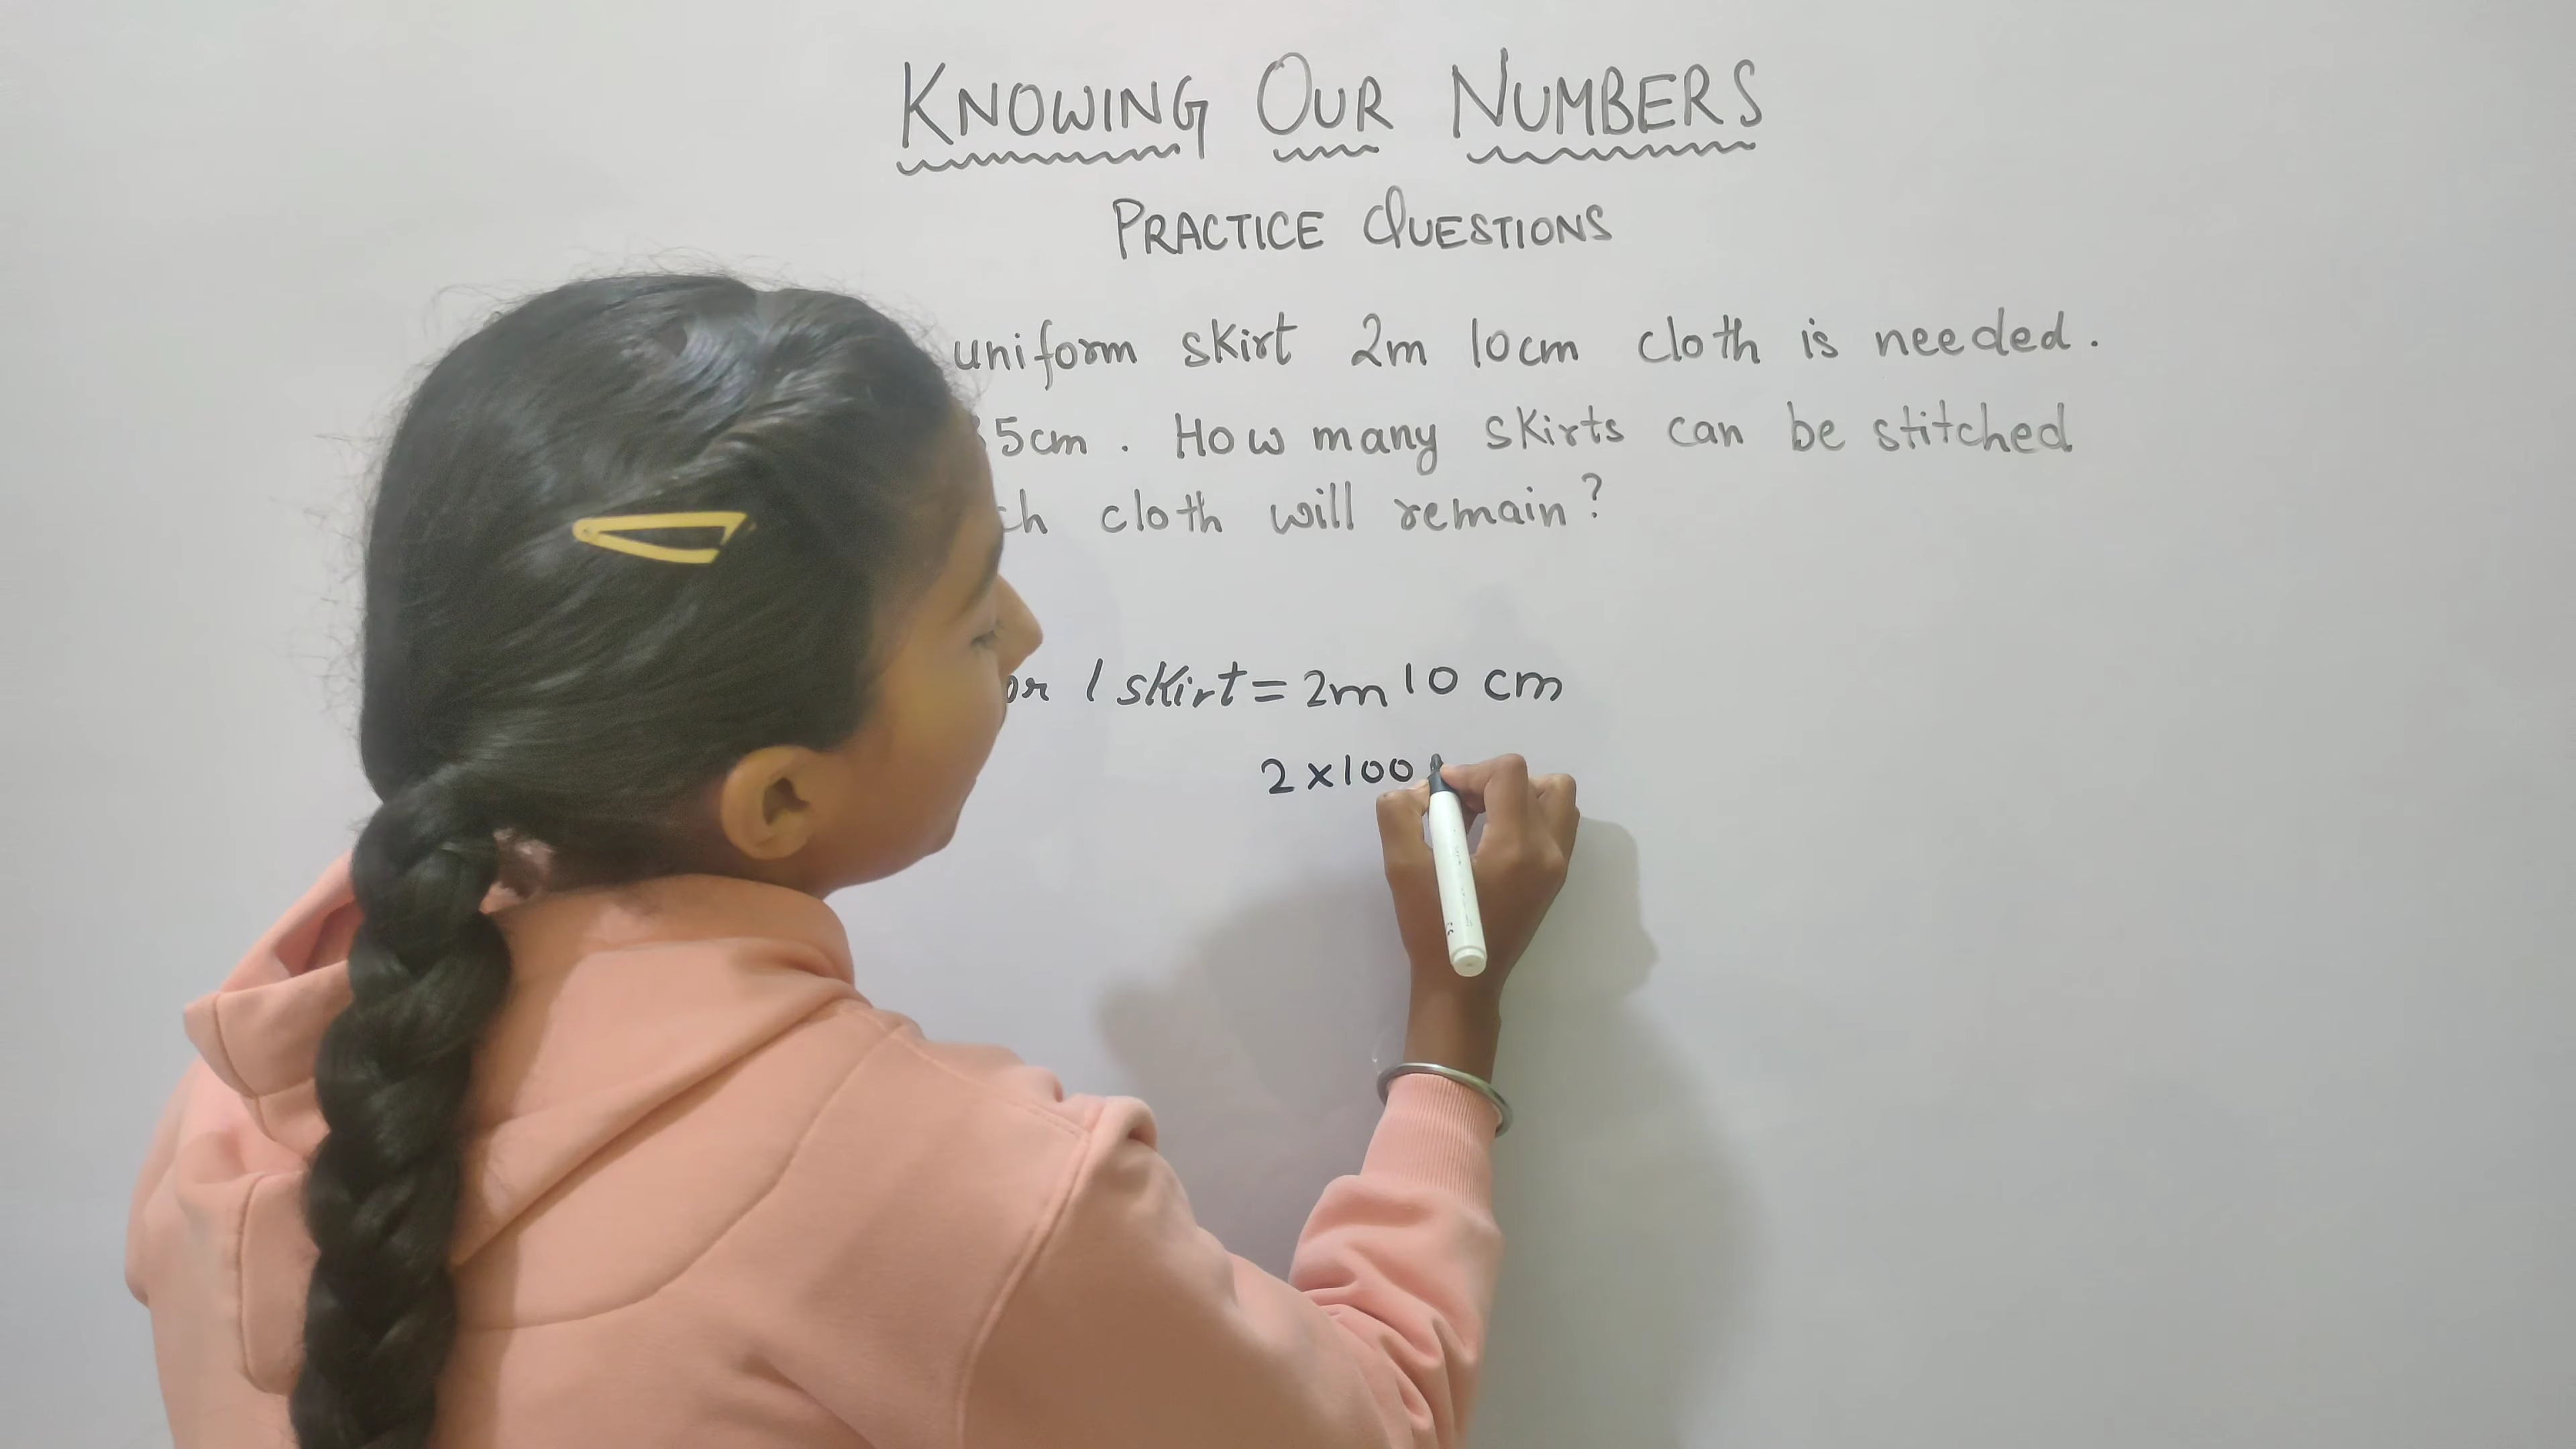 KNOWING OUR NUMBERS
PRACTICE QUESTIONS
uniform skirt 2m 10cm cloth is needed.
5cm. How many skirts can be stitched
cloth will remain?
1 skirt = 2m 10 cm
2 x 100